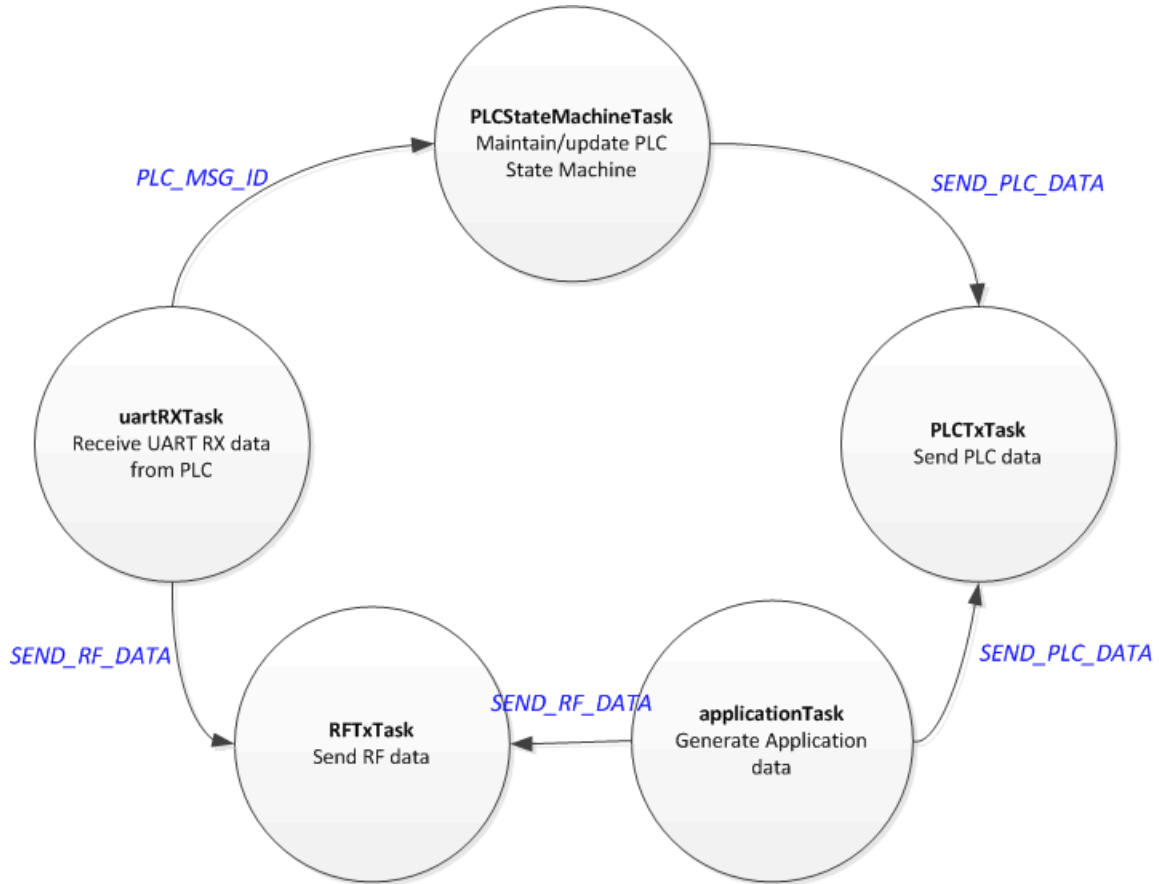 PLCStateMachineTask
Maintain/update PLC
State Machine
PLC_MSG_ID
SEND_PLC_DATA
uartRXTask
Receive UART RX data
from PLC
PLCTxTask
Send PLC data
SEND_RF_DATA
SEND_RF_DATA
SEND_PLC_DATA
RFTxTask
Send RF data
applicationTask
Generate Application
data